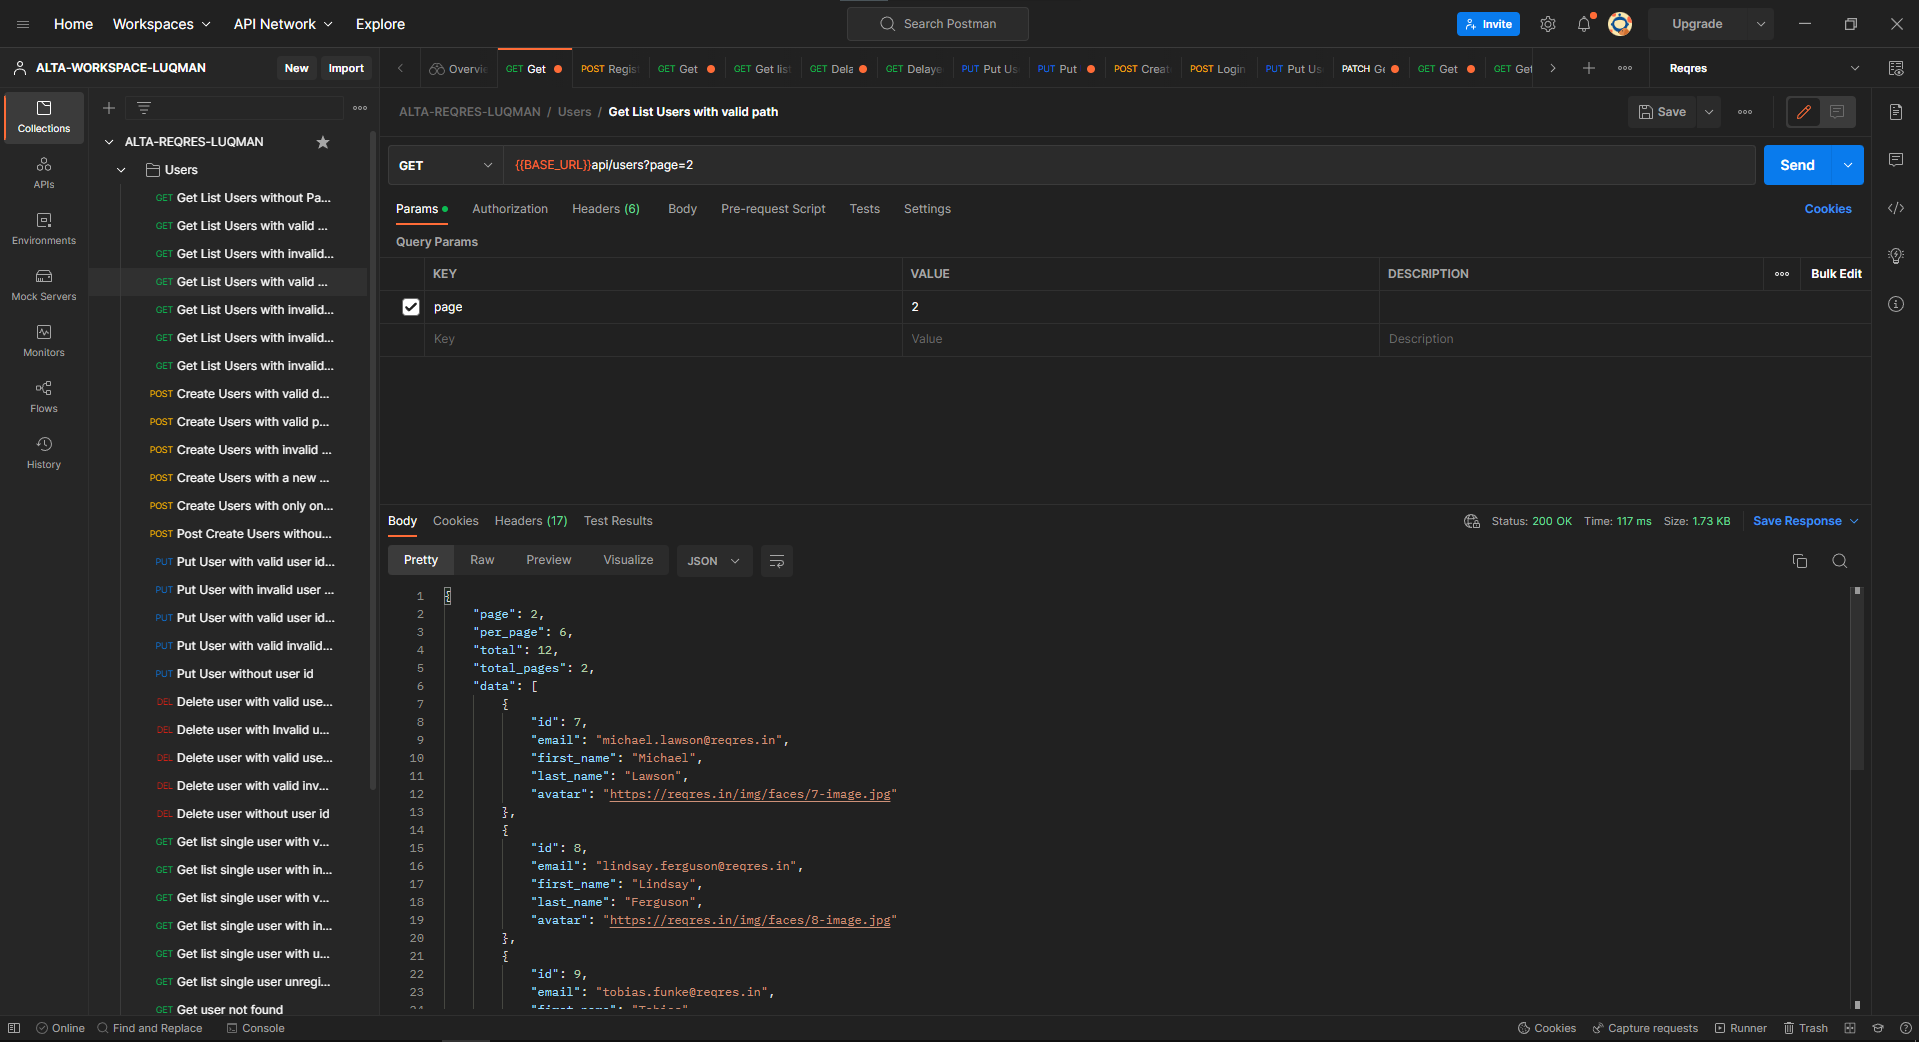 Home Workspaces API Network Explore
Search Postman
Invite
Upgrade
ALTA-WORKSPACE-LUQMAN
New Import
Overvi GET Get POST Regist GET Get GET Get lis GET Dela GET Delaye PUT Put Us PUT Put POST Creat POST Login PUT Put Us PATCH Ge GET Get GET Get
Reqres
Collections
APIs
Environments
Mock Servers
Monitors
Flows
History
ALTA-REQRES-LUQMAN
Users
GET Get List Users without Pa...
GET Get List Users with valid ...
GET Get List Users with invalid...
GET Get List Users with valid ...
GET Get List Users with invalid...
GET Get List Users with invalid...
GET Get List Users with invalid...
POST Create Users with valid d...
POST Create Users with valid p...
POST Create Users with invalid ...
POST Create Users with a new ...
POST Create Users with only on...
POST Post Create Users withou...
PUT Put User with valid user id...
PUT Put User with invalid user ...
PUT Put User with valid user id...
PUT Put User with valid invalid...
PUT Put User without user id
DEL Delete user with valid use...
DEL Delete user with Invalid u...
DEL Delete user with valid use...
DEL Delete user with valid inv...
DEL Delete user without user id
GET Get list single user with v...
GET Get list single user with in...
GET Get list single user with v...
GET Get list single user with in...
GET Get list single user with u...
GET Get list single user unregi...
GET Get user not found
ALTA-REQRES-LUQMAN / Users / Get List Users with valid path
Save
GET {{BASE_URL}}api/users?page=2
Send
Params Authorization Headers (6) Body Pre-request Script Tests Settings
Cookies
Query Params
KEY VALUE DESCRIPTION
Bulk Edit
page 2
Key Value Description
Body Cookies Headers (17) Test Results
Status: 200 OK Time: 117 ms Size: 1.73 KB Save Response
Pretty Raw Preview Visualize JSON
1 {
2 "page": 2,
3 "per_page": 6,
4 "total": 12,
5 "total_pages": 2,
6 "data": [
7 {
8 "id": 7,
9 "email": "michael.lawson@reqres.in",
10 "first_name": "Michael",
11 "last_name": "Lawson",
12 "avatar": "https://reqres.in/img/faces/7-image.jpg"
13 },
14 {
15 "id": 8,
16 "email": "lindsay.ferguson@reqres.in",
17 "first_name": "Lindsay",
18 "last_name": "Ferguson",
19 "avatar": "https://reqres.in/img/faces/8-image.jpg"
20 },
21 {
22 "id": 9,
23 "email": "tobias.funke@reqres.in",
24 "first_name": "Tobias"
Online Find and Replace Console
Cookies Capture requests Runner Trash